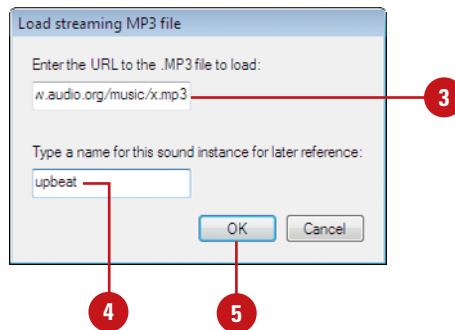 Load streaming MP3 file
Enter the URL to the .MP3 file to load:
w.audio.org/music/x.mp3
3
Type a name for this sound instance for later reference:
upbeat
OK
Cancel
4
5